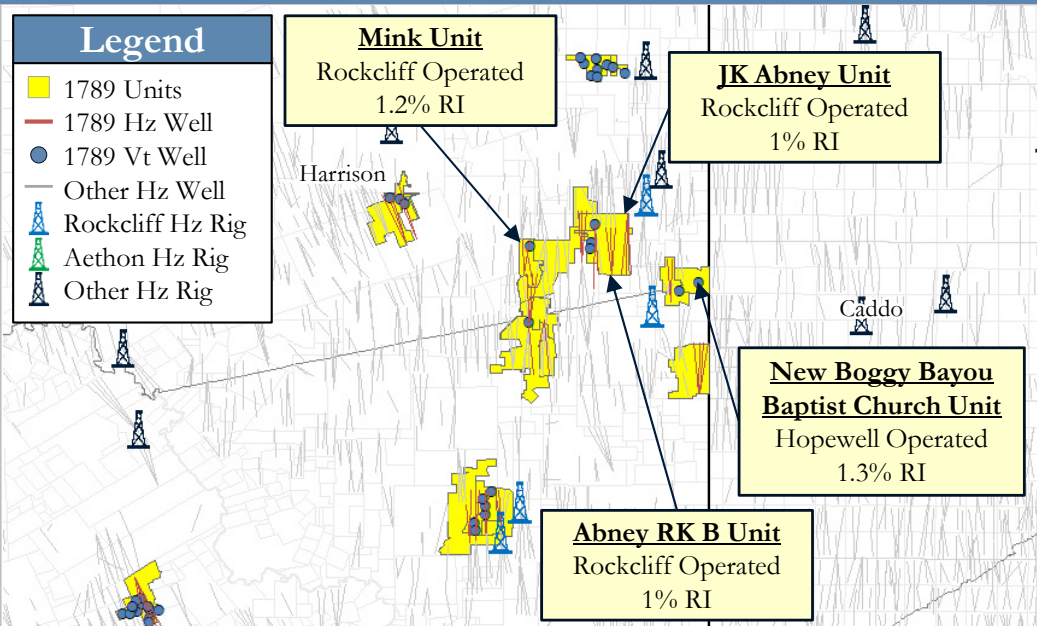 Legend
1789 Units
1789 Hz Well
1789 Vt Well
Other Hz Well
Rockcliff Hz Rig
Aethon Hz Rig
Other Hz Rig
Mink Unit
Rockcliff Operated
1.2% RI
JK Abney Unit
Rockcliff Operated
1% RI
Harrison
Caddo
New Boggy Bayou
Baptist Church Unit
Hopewell Operated
1.3% RI
Abney RK B Unit
Rockcliff Operated
1% RI